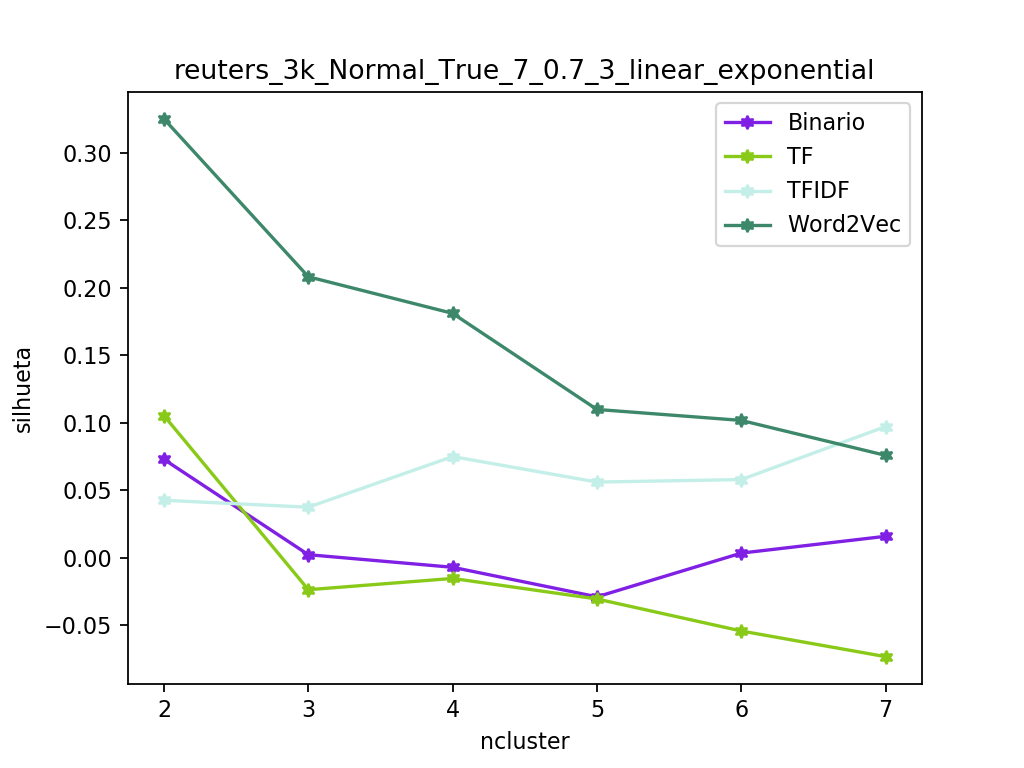 reuters_3k_Normal_True_7_0.7_3_linear_exponential
Binario
TF
TFIDF
Word2Vec
silhueta
0.30
0.25
0.20
0.15
0.10
0.05
0.00
−0.05
2 3 4 5 6 7
ncluster